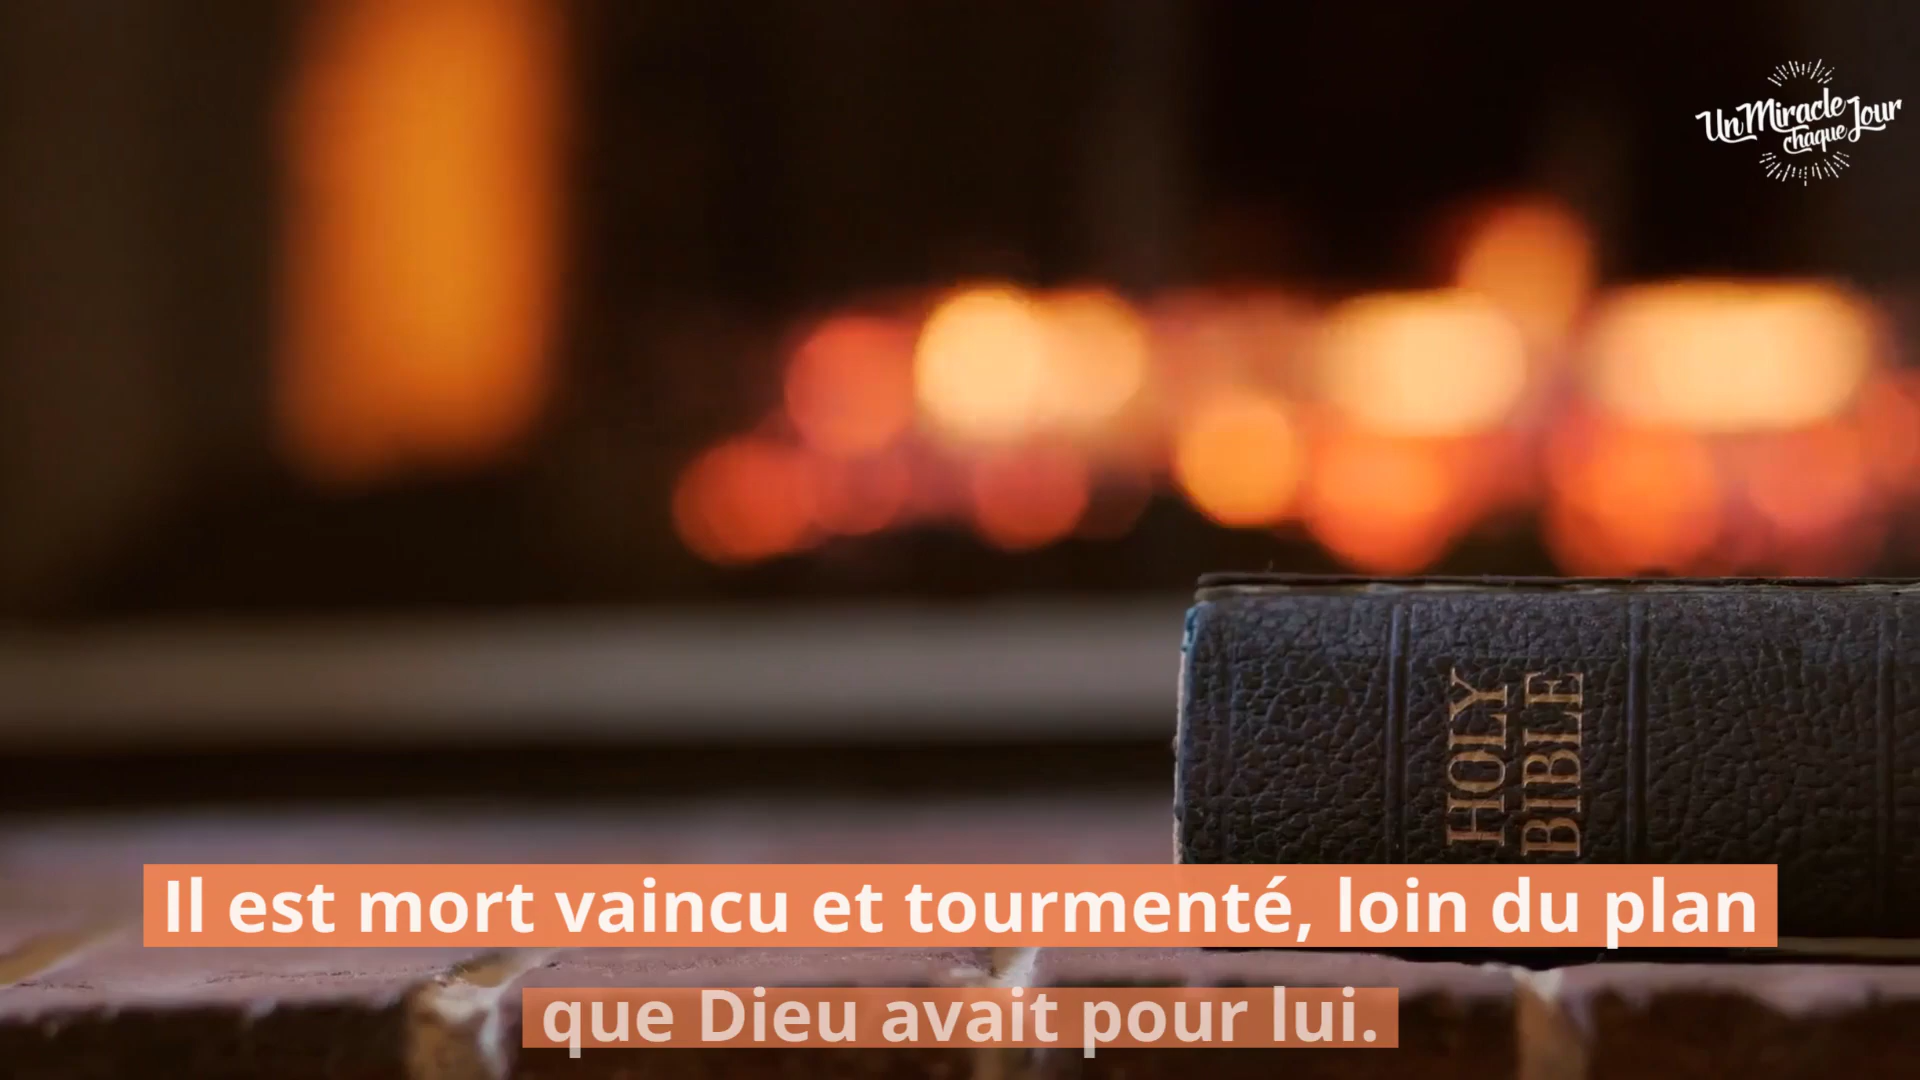 Un Miracle
chaque Jour
HOLY
BIBLE
Il est mort vaincu et tourmenté, loin du plan
que Dieu avait pour lui.